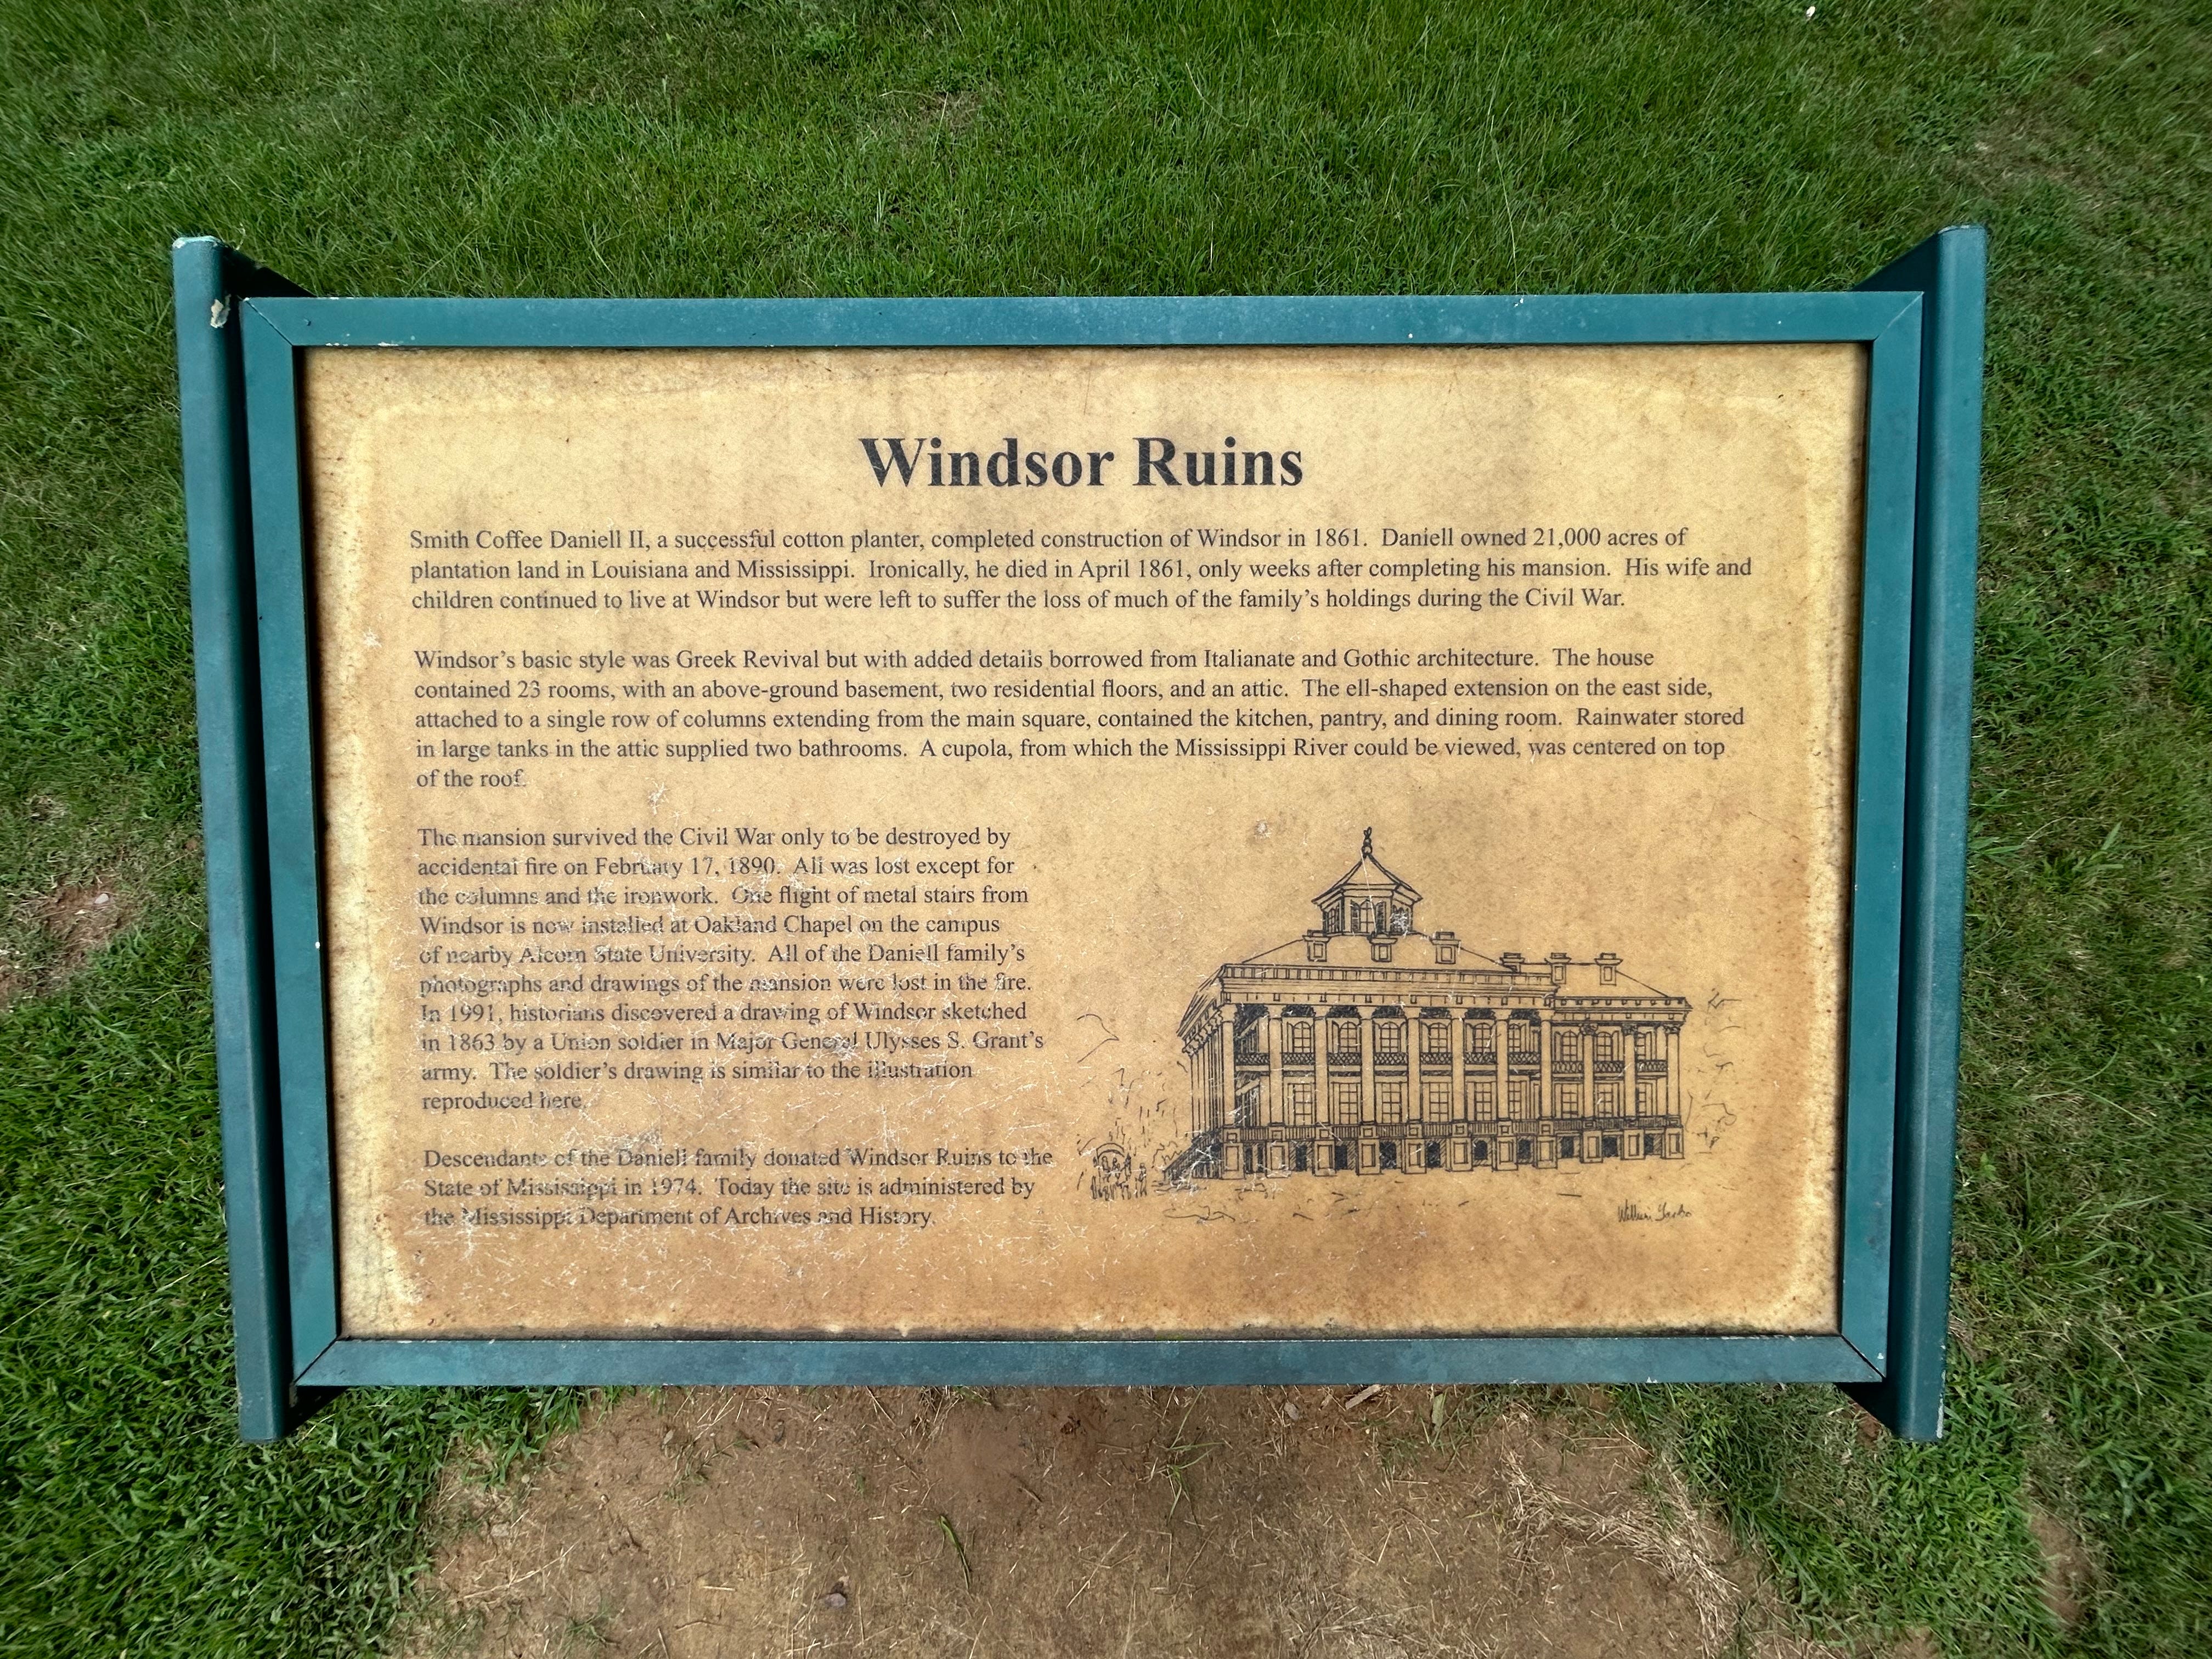 Windsor Ruins
Smith Coffee Daniell II, a successful cotton planter, completed construction of Windsor in 1861. Daniell owned 21,000 acres of
plantation land in Louisiana and Mississippi. Ironically, he died in April 1861, only weeks after completing his mansion. His wife and
children continued to live at Windsor but were left to suffer the loss of much of the family's holdings during the Civil War.
Windsor's basic style was Greek Revival but with added details borrowed from Italianate and Gothic architecture. The house
contained 23 rooms, with an above-ground basement, two residential floors, and an attic. The ell-shaped extension on the east side,
attached to a single row of columns extending from the main square, contained the kitchen, pantry, and dining room. Rainwater stored
in large tanks in the attic supplied two bathrooms. A cupola, from which the Mississippi River could be viewed, was centered on top
of the roof.
The mansion survived the Civil War only to be destroyed by
accidental fire on February 17, 1890. All was lost except for
the columns and the ironwork. One flight of metal stairs from
Windsor is now installed at Oakland Chapel on the campus
of nearby Alcorn State University. All of the Daniell family's
photographs and drawings of the mansion were lost in the fire.
In 1991, historians discovered a drawing of Windsor sketched
in 1863 by a Union soldier in Major General Ulysses S. Grant's
army. The soldier's drawing is similar to the illustration
reproduced here.
Descendants of the Daniell family donated Windsor Ruins to the
State of Mississippi in 1974. Today the site is administered by
the Mississippi Department of Archives and History.